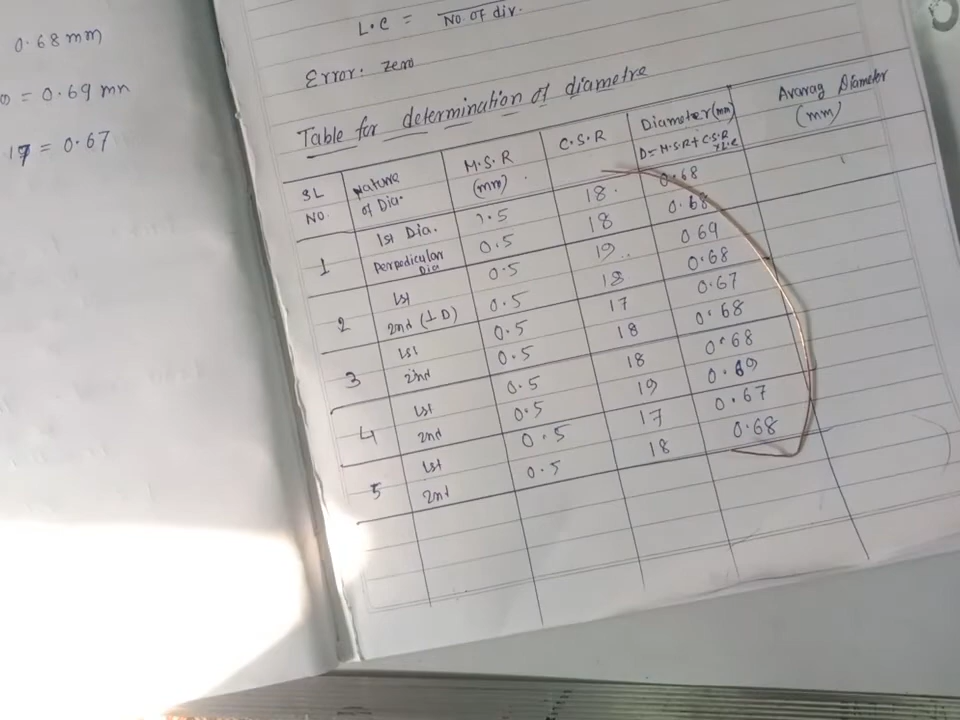 0.68 mm
= 0.69 mm
17 = 0.67
L.C =
No. of div.
Error: zero
Table for determination of diametre
SL NO. | Nature of Dia. | M.S.R (mm) | C.S.R | Diameter (mm) D = M.S.R + C.S.R x L.C | Avarag Diameter (mm)
1 | 1st Dia. | 0.5 | 18 | 0.68
Perpedicular Dia | 0.5 | 18 | 0.68
2 | 1st | 0.5 | 19 | 0.69
2nd (⊥ D) | 0.5 | 18 | 0.68
3 | 1st | 0.5 | 17 | 0.67
2nd | 0.5 | 18 | 0.68
4 | 1st | 0.5 | 18 | 0.68
2nd | 0.5 | 19 | 0.69
5 | 1st | 0.5 | 17 | 0.67
2nd | 0.5 | 18 | 0.68